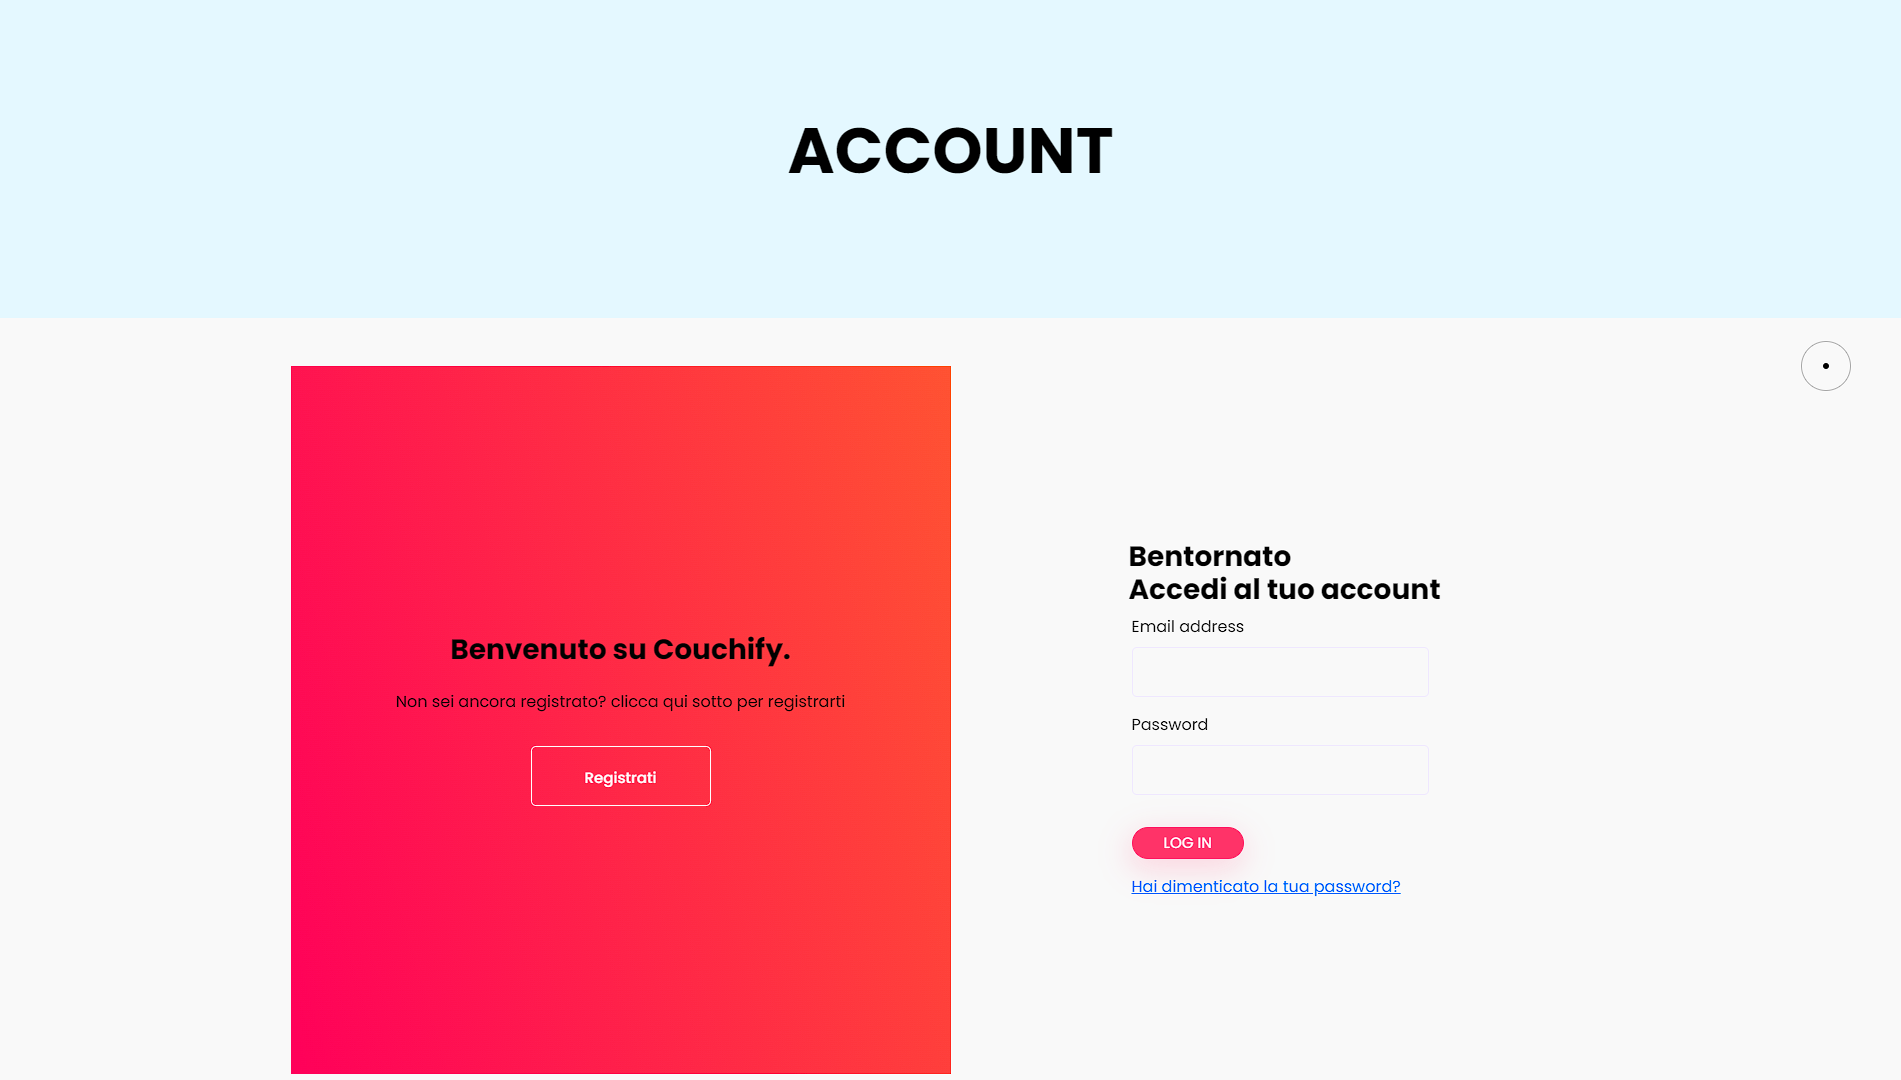 ACCOUNT
Benvenuto su Couchify.
Non sei ancora registrato? clicca qui sotto per registrarti
Registrati
Bentornato
Accedi al tuo account
Email address
Password
LOG IN
Hai dimenticato la tua password?